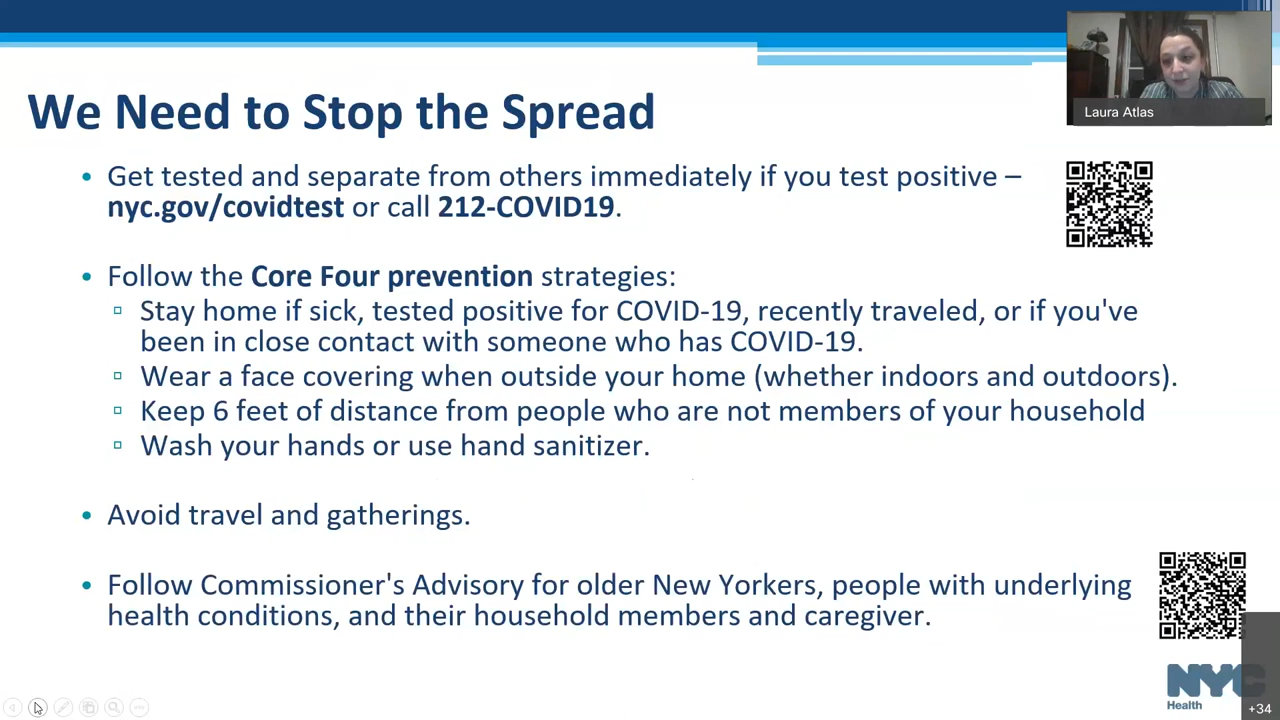 Laura Atlas
We Need to Stop the Spread
• Get tested and separate from others immediately if you test positive –
nyc.gov/covidtest or call 212-COVID19.
• Follow the Core Four prevention strategies:
▫ Stay home if sick, tested positive for COVID-19, recently traveled, or if you've
been in close contact with someone who has COVID-19.
▫ Wear a face covering when outside your home (whether indoors and outdoors).
▫ Keep 6 feet of distance from people who are not members of your household
▫ Wash your hands or use hand sanitizer.
• Avoid travel and gatherings.
• Follow Commissioner's Advisory for older New Yorkers, people with underlying
health conditions, and their household members and caregiver.
NYC
Health
+34